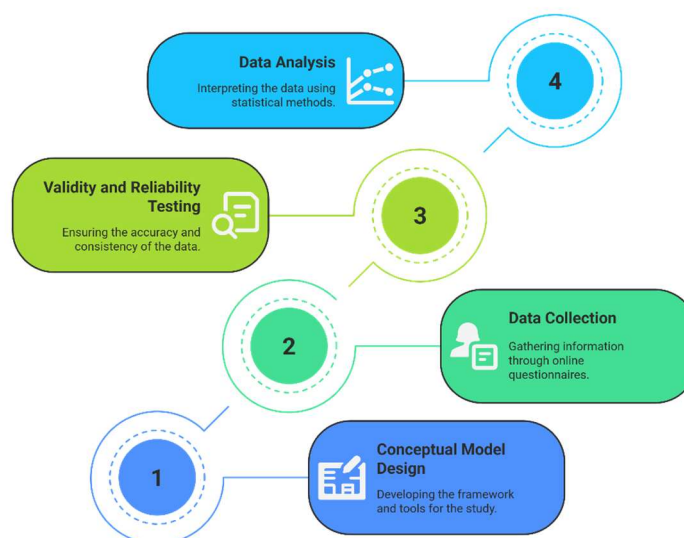 Data Analysis
Interpreting the data using
statistical methods.
4
Validity and Reliability
Testing
Ensuring the accuracy and
consistency of the data.
3
2
Data Collection
Gathering information
through online
questionnaires.
1
Conceptual Model
Design
Developing the framework
and tools for the study.